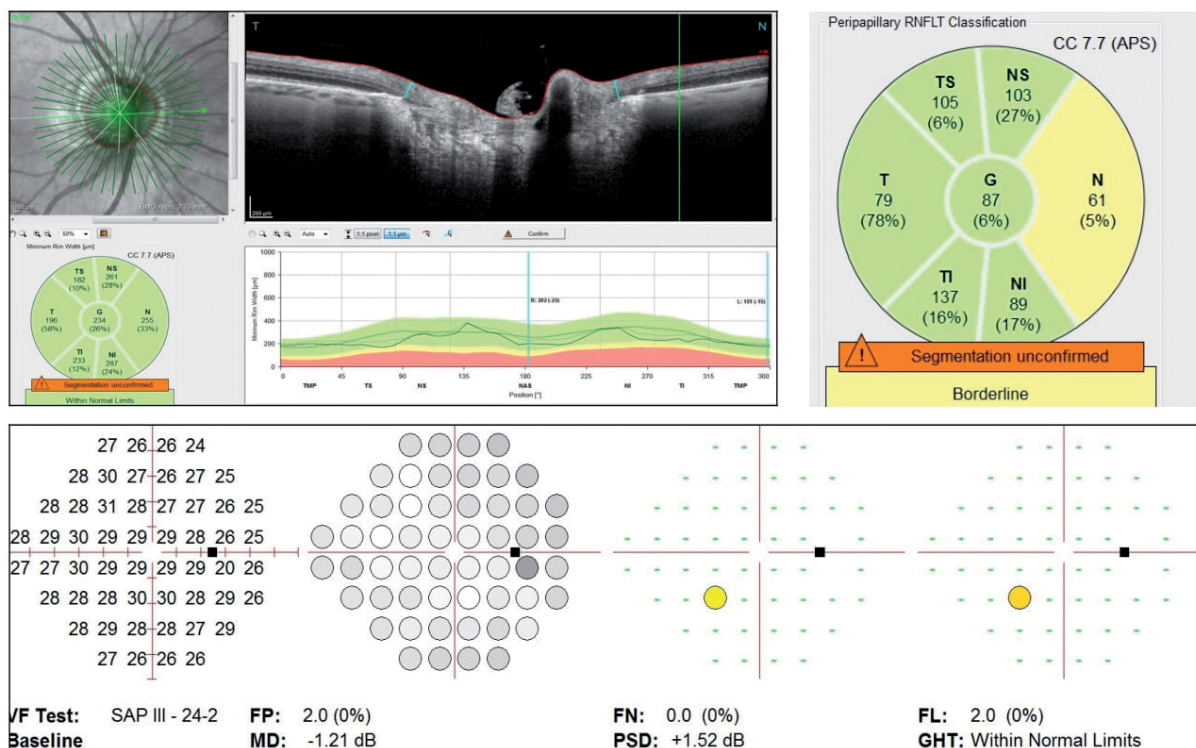 T
N
200 µm
50%
Auto
1:1 pixel
1:1 µm
Confirm
Minimum Rim Width [µm]
CC 7.7 (APS)
TS
182
(10%)
NS
261
(28%)
T
196
(58%)
G
234
(26%)
N
255
(33%)
TI
233
(12%)
NI
287
(24%)
Segmentation unconfirmed
Within Normal Limits
Minimum Rim Width [µm]
1000
800
600
400
200
0
0 45 90 135 180 225 270 315 360
TMP TS NS NAS NI TI TMP
Position [°]
Peripapillary RNFLT Classification
CC 7.7 (APS)
TS
105
(6%)
NS
103
(27%)
T
79
(78%)
G
87
(6%)
N
61
(5%)
TI
137
(16%)
NI
89
(17%)
Segmentation unconfirmed
Borderline
27 26 26 24
28 30 27 26 27 25
28 28 31 28 27 27 26 25
28 29 30 29 29 29 28 26 25
27 27 30 29 29 29 29 20 26
28 28 28 30 30 28 29 26
28 29 29 28 27 29
27 26 26 26
VF Test: SAP III - 24-2
FP: 2.0 (0%)
FN: 0.0 (0%)
FL: 2.0 (0%)
Baseline
MD: -1.21 dB
PSD: +1.52 dB
GHT: Within Normal Limits